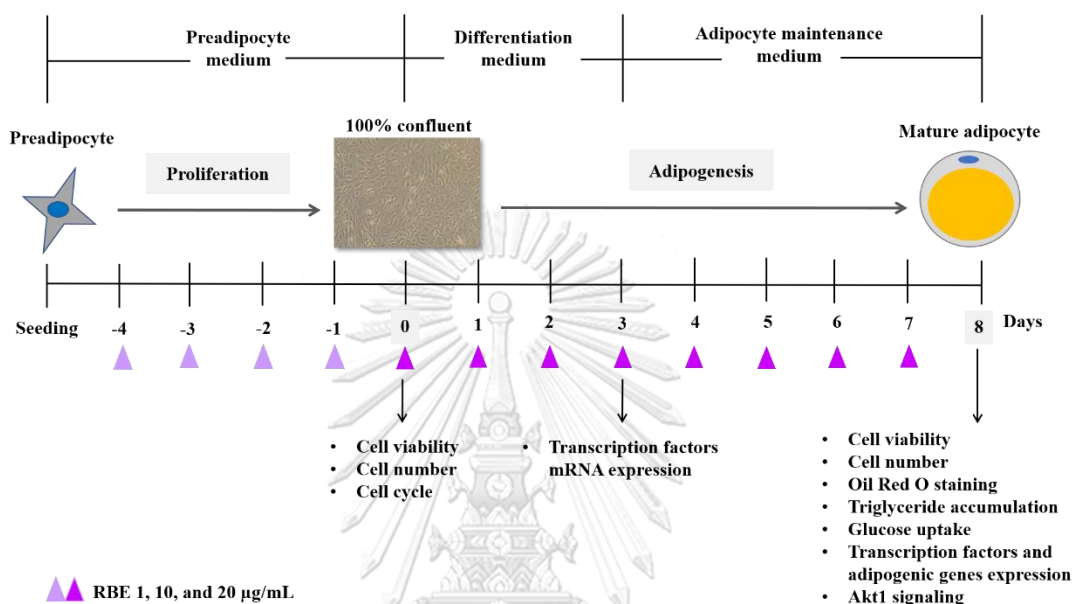 Preadipocyte
medium
Differentiation
medium
Adipocyte maintenance
medium
Preadipocyte
100% confluent
Mature adipocyte
Proliferation
Adipogenesis
Seeding -4 -3 -2 -1 0 1 2 3 4 5 6 7 8 Days
• Cell viability
• Cell number
• Cell cycle
• Transcription factors
mRNA expression
• Cell viability
• Cell number
• Oil Red O staining
• Triglyceride accumulation
• Glucose uptake
• Transcription factors and
adipogenic genes expression
• Akt1 signaling
RBE 1, 10, and 20 µg/mL